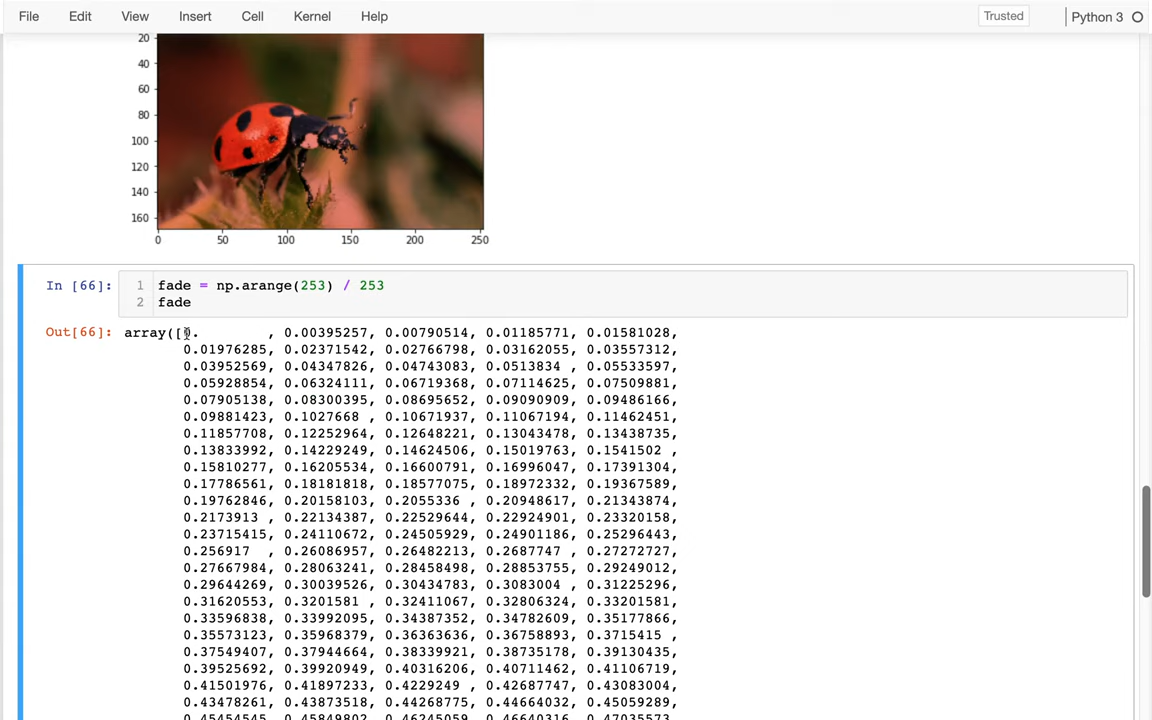 File Edit View Insert Cell Kernel Help Trusted Python 3
20
40
60
80
100
120
140
160
0 50 100 150 200 250
In [66]: 1 fade = np.arange(253) / 253
2 fade
Out[66]: array([0. , 0.00395257, 0.00790514, 0.01185771, 0.01581028,
0.01976285, 0.02371542, 0.02766798, 0.03162055, 0.03557312,
0.03952569, 0.04347826, 0.04743083, 0.0513834 , 0.05533597,
0.05928854, 0.06324111, 0.06719368, 0.07114625, 0.07509881,
0.07905138, 0.08300395, 0.08695652, 0.09090909, 0.09486166,
0.09881423, 0.1027668 , 0.10671937, 0.11067194, 0.11462451,
0.11857708, 0.12252964, 0.12648221, 0.13043478, 0.13438735,
0.13833992, 0.14229249, 0.14624506, 0.15019763, 0.1541502 ,
0.15810277, 0.16205534, 0.16600791, 0.16996047, 0.17391304,
0.17786561, 0.18181818, 0.18577075, 0.18972332, 0.19367589,
0.19762846, 0.20158103, 0.2055336 , 0.20948617, 0.21343874,
0.2173913 , 0.22134387, 0.22529644, 0.22924901, 0.23320158,
0.23715415, 0.24110672, 0.24505929, 0.24901186, 0.25296443,
0.256917 , 0.26086957, 0.26482213, 0.2687747 , 0.27272727,
0.27667984, 0.28063241, 0.28458498, 0.28853755, 0.29249012,
0.29644269, 0.30039526, 0.30434783, 0.3083004 , 0.31225296,
0.31620553, 0.3201581 , 0.32411067, 0.32806324, 0.33201581,
0.33596838, 0.33992095, 0.34387352, 0.34782609, 0.35177866,
0.35573123, 0.35968379, 0.36363636, 0.36758893, 0.3715415 ,
0.37549407, 0.37944664, 0.38339921, 0.38735178, 0.39130435,
0.39525692, 0.39920949, 0.40316206, 0.40711462, 0.41106719,
0.41501976, 0.41897233, 0.4229249 , 0.42687747, 0.43083004,
0.43478261, 0.43873518, 0.44268775, 0.44664032, 0.45059289,
0.45454545, 0.45849802, 0.46245059, 0.46640316, 0.47035573,